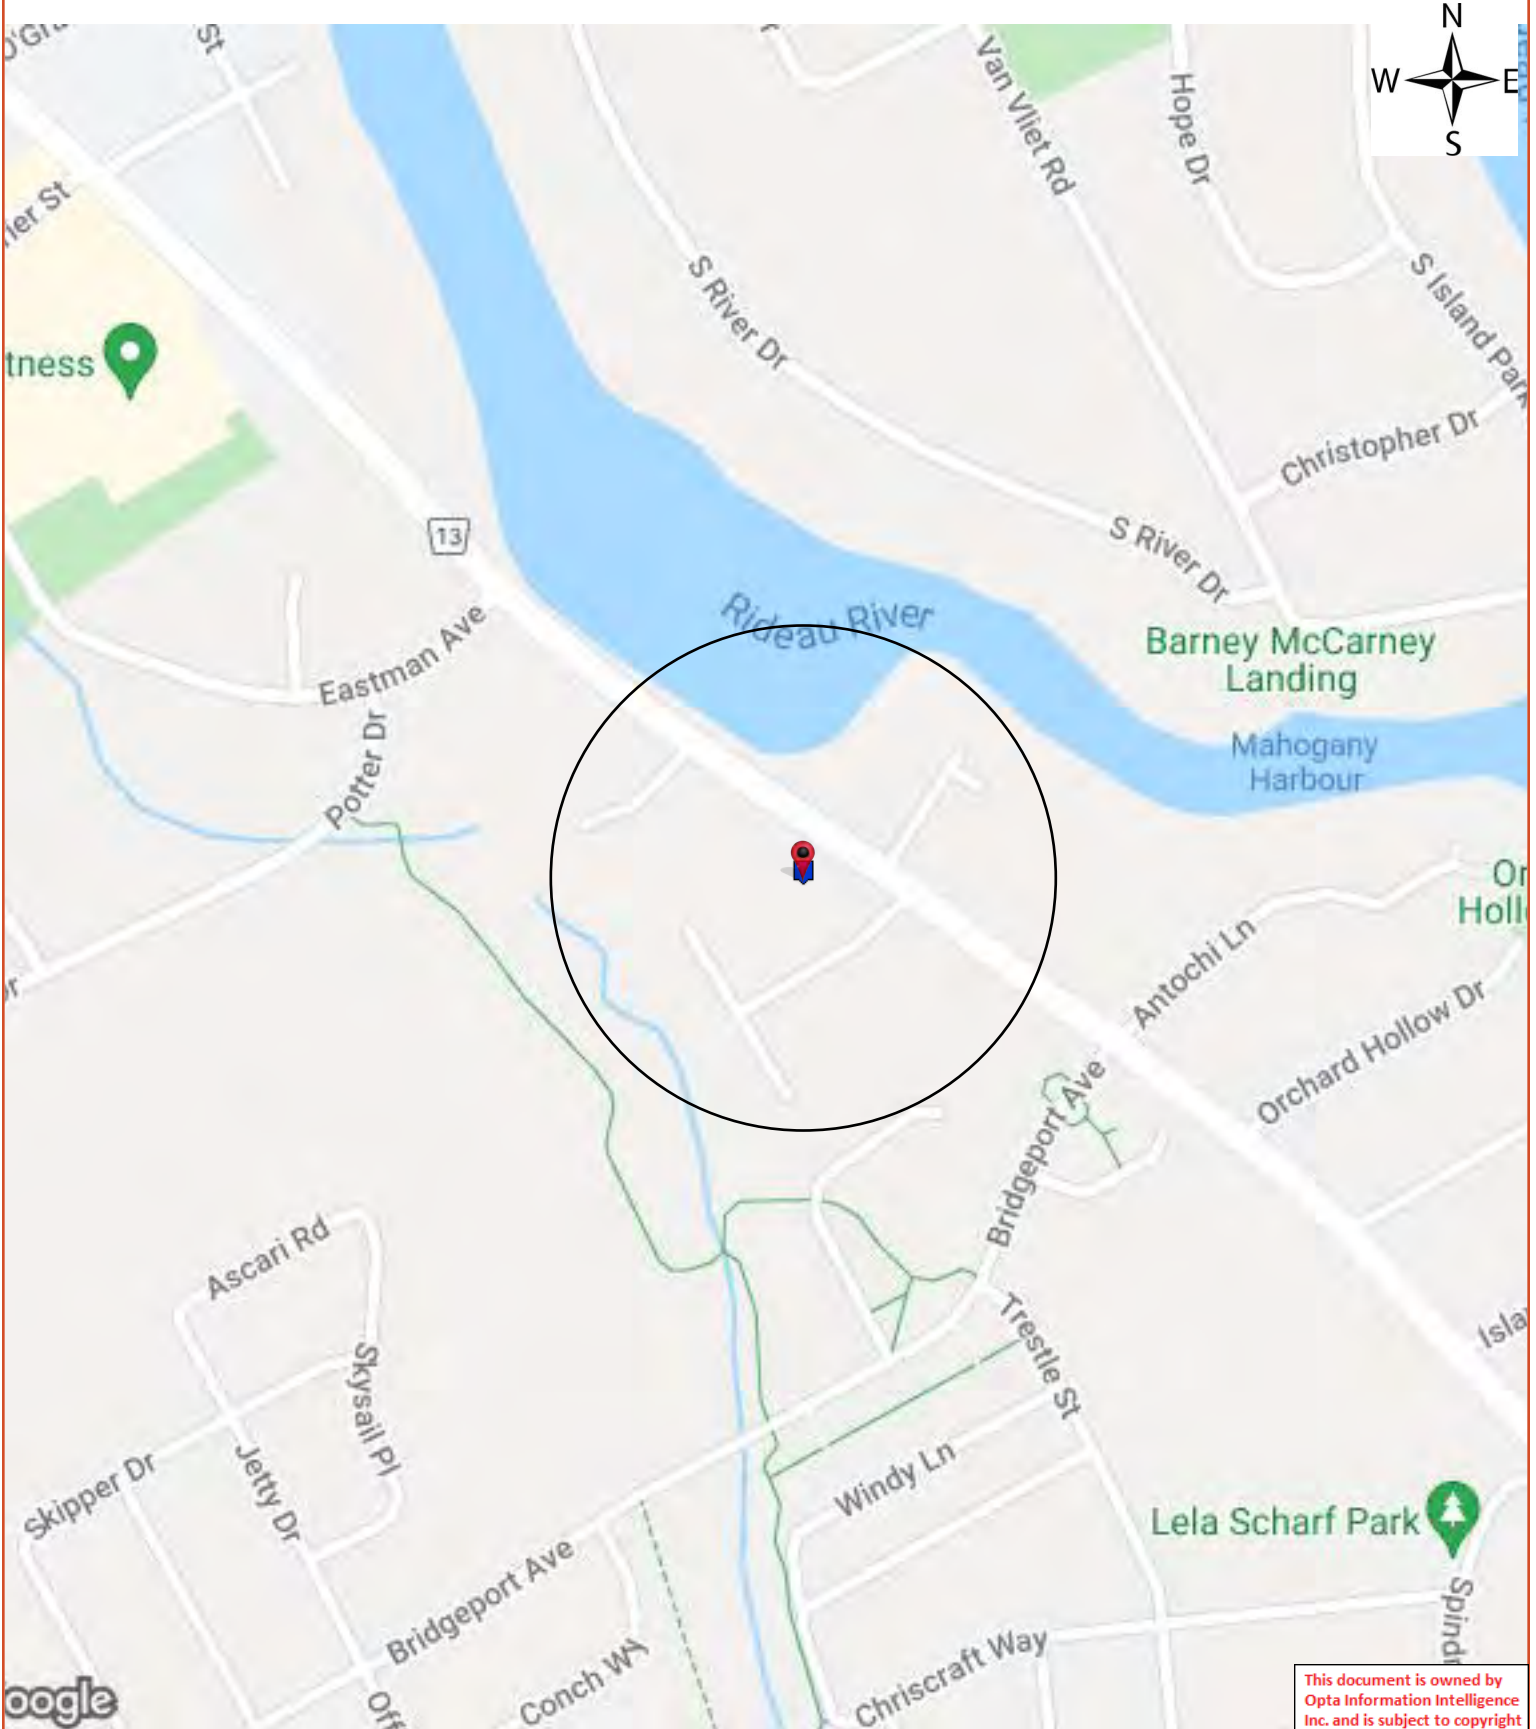 N
W
E
S
St
Van Vliet Rd
Hope Dr
S River Dr
S Island Park
tness
Christopher Dr
13
S River Dr
Rideau River
Eastman Ave
Barney McCarney
Landing
Potter Dr
Mahogany
Harbour
Antochi Ln
Orchard Hollow Dr
Bridgeport Ave
Ascari Rd
Trestle St
Skysail Pl
Jetty Dr
Skipper Dr
Windy Ln
Lela Scharf Park
Bridgeport Ave
Conch Wy
Chriscraft Way
Spindr
oogle
This document is owned by
Opta Information Intelligence
Inc. and is subject to copyright